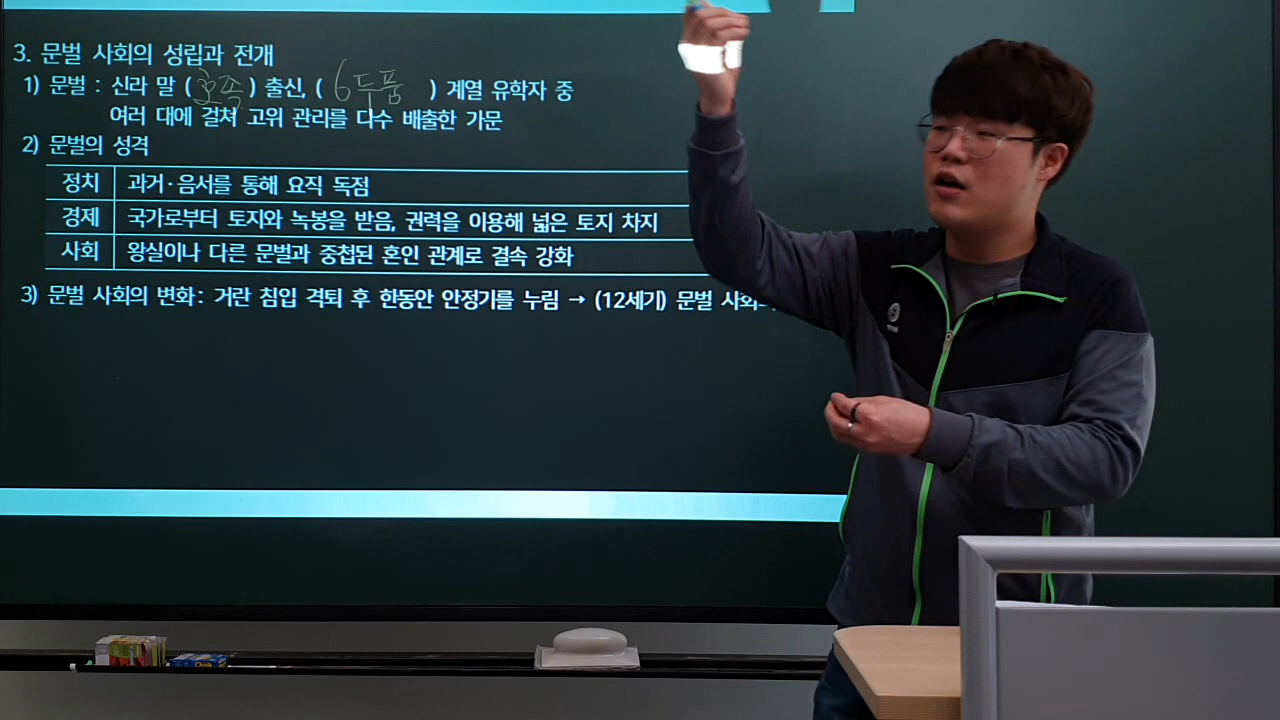 3. 문벌 사회의 성립과 전개
1) 문벌 : 신라 말 ( 호족 ) 출신, ( 6두품 ) 계열 유학자 중
여러 대에 걸쳐 고위 관리를 다수 배출한 가문
2) 문벌의 성격
정치 과거·음서를 통해 요직 독점
경제 국가로부터 토지와 녹봉을 받음, 권력을 이용해 넓은 토지 차지
사회 왕실이나 다른 문벌과 중첩된 혼인 관계로 결속 강화
3) 문벌 사회의 변화 : 거란 침입 격퇴 후 한동안 안정기를 누림 → (12세기) 문벌 사회